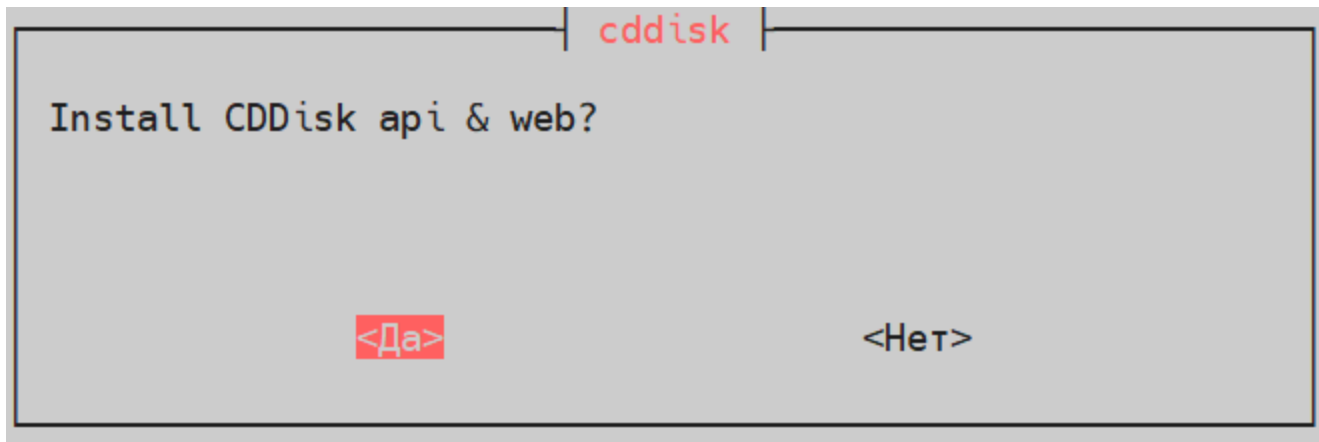 cddisk
Install CDDisk api & web?
<Да> <Нет>